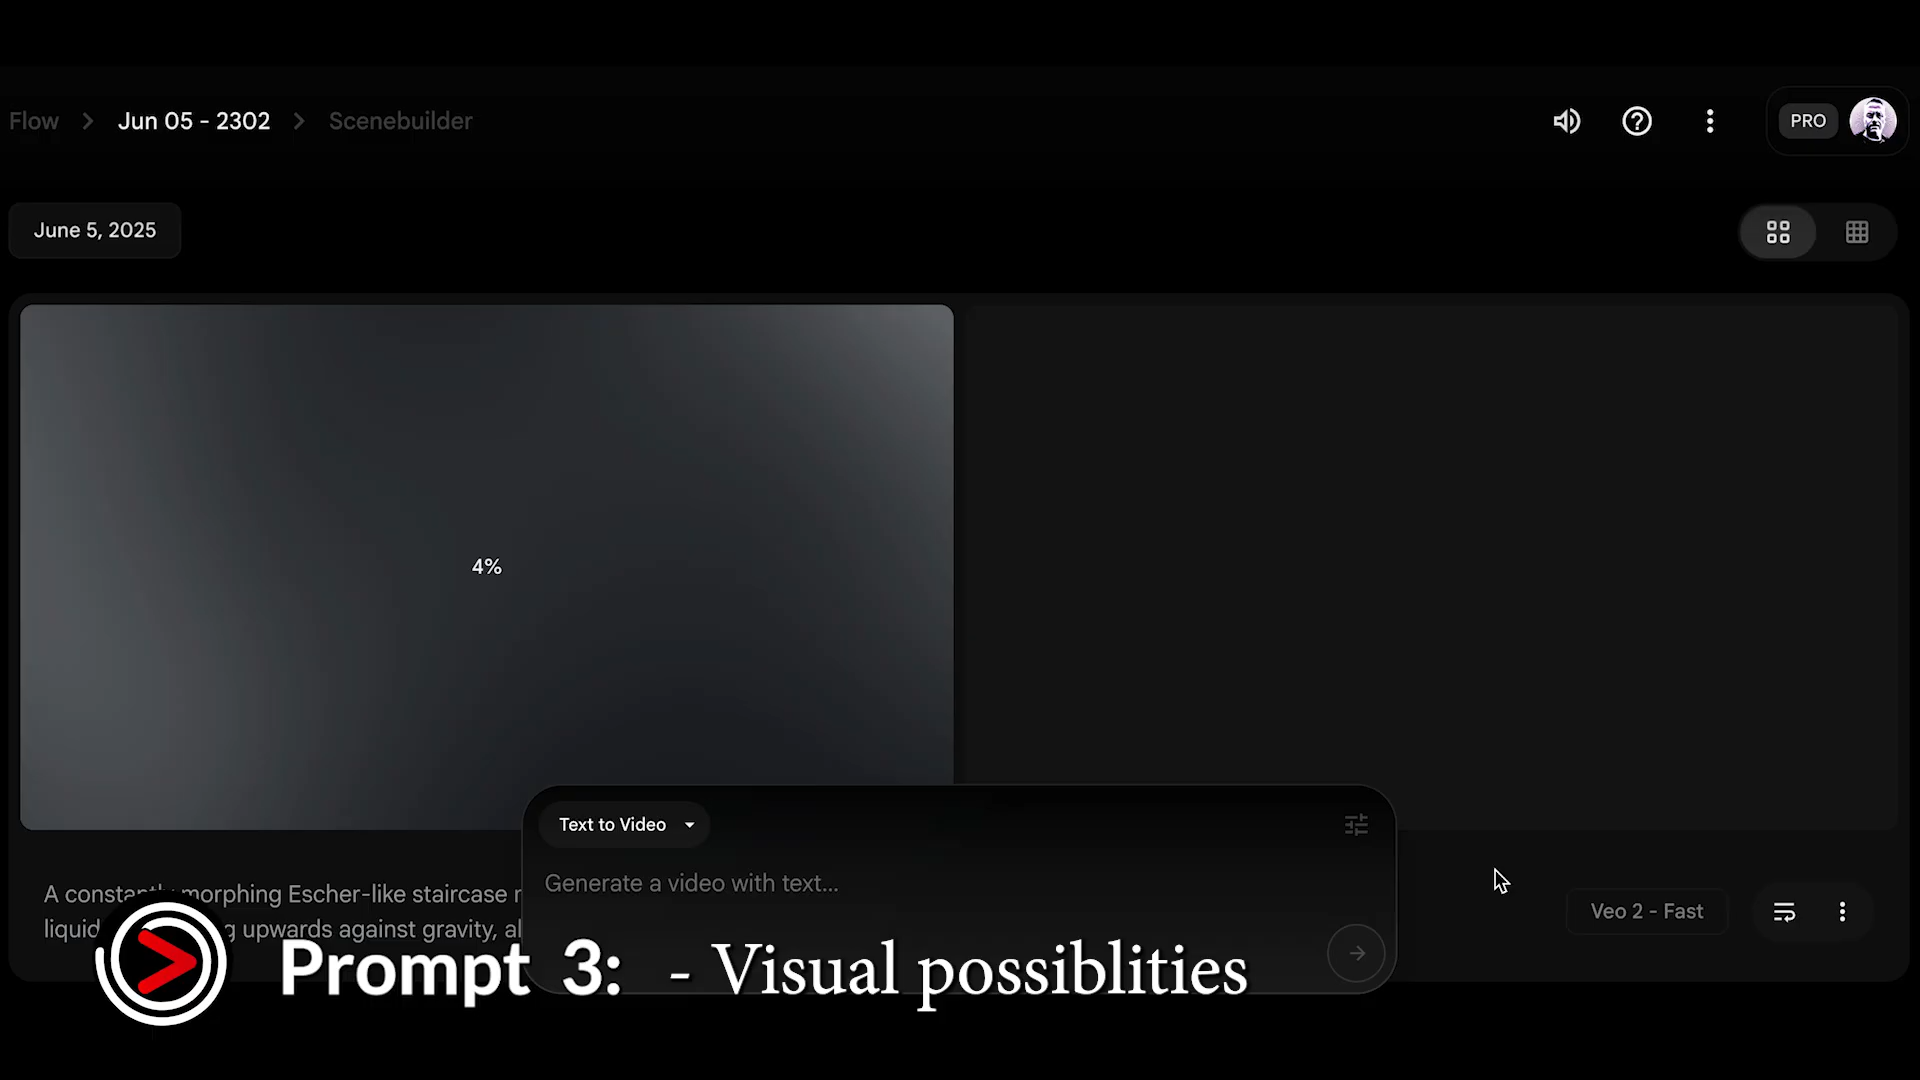 Flow > Jun 05 - 2302 > Scenebuilder
PRO
June 5, 2025
4%
Text to Video
Generate a video with text...
A constantly morphing Escher-like staircase
liquid upwards against gravity,
Veo 2 - Fast
Prompt 3: - Visual possiblities